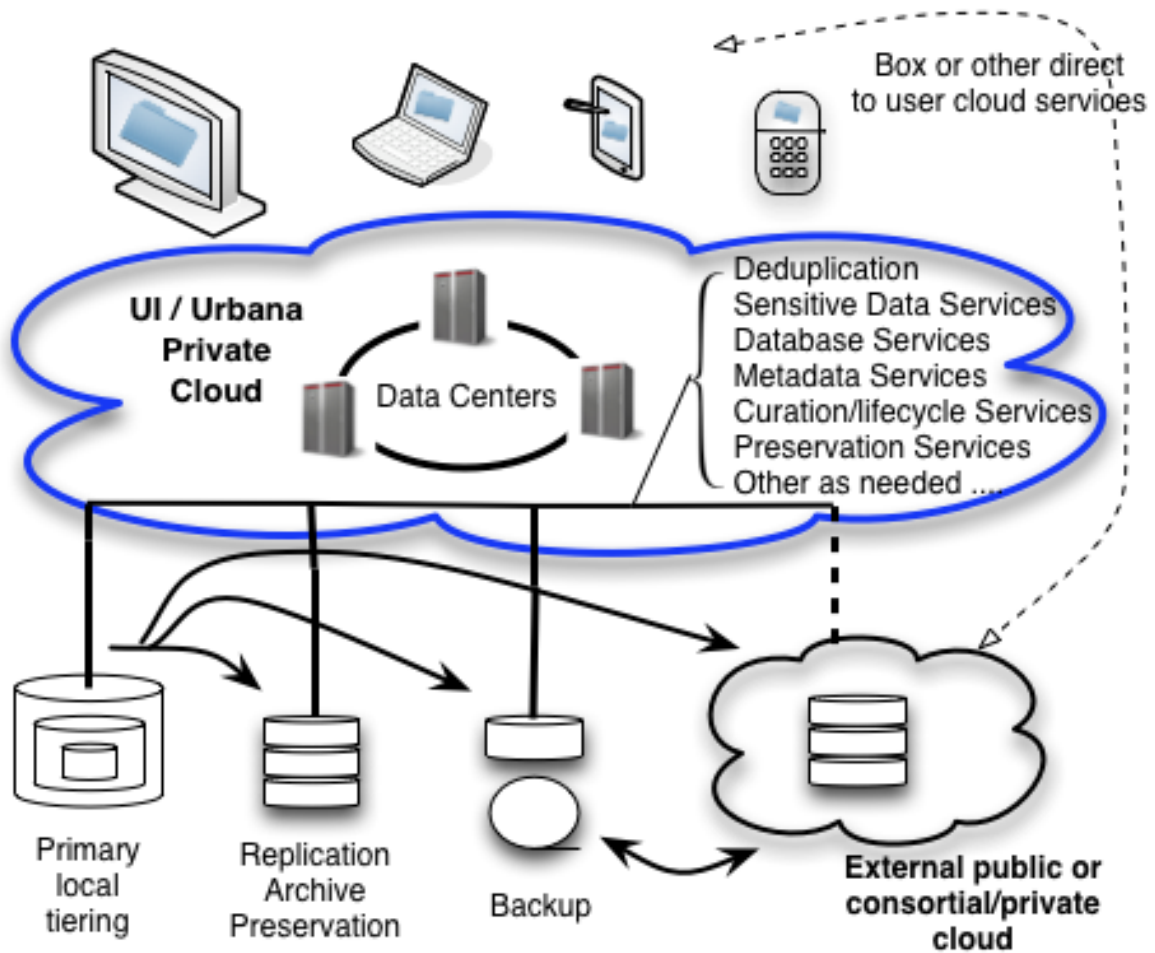 Box or other direct
to user cloud services
UI / Urbana
Private
Cloud
Data Centers
Deduplication
Sensitive Data Services
Database Services
Metadata Services
Curation/lifecycle Services
Preservation Services
Other as needed ....
Primary
local
tiering
Replication
Archive
Preservation
Backup
External public or
consortial/private
cloud